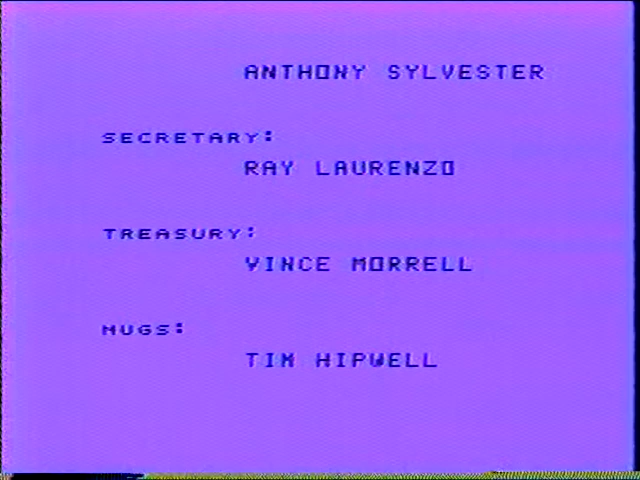 ANTHONY SYLVESTER
SECRETARY:
RAY LAURENZO
TREASURY:
VINCE MORRELL
MUGS:
TIM HIPWELL